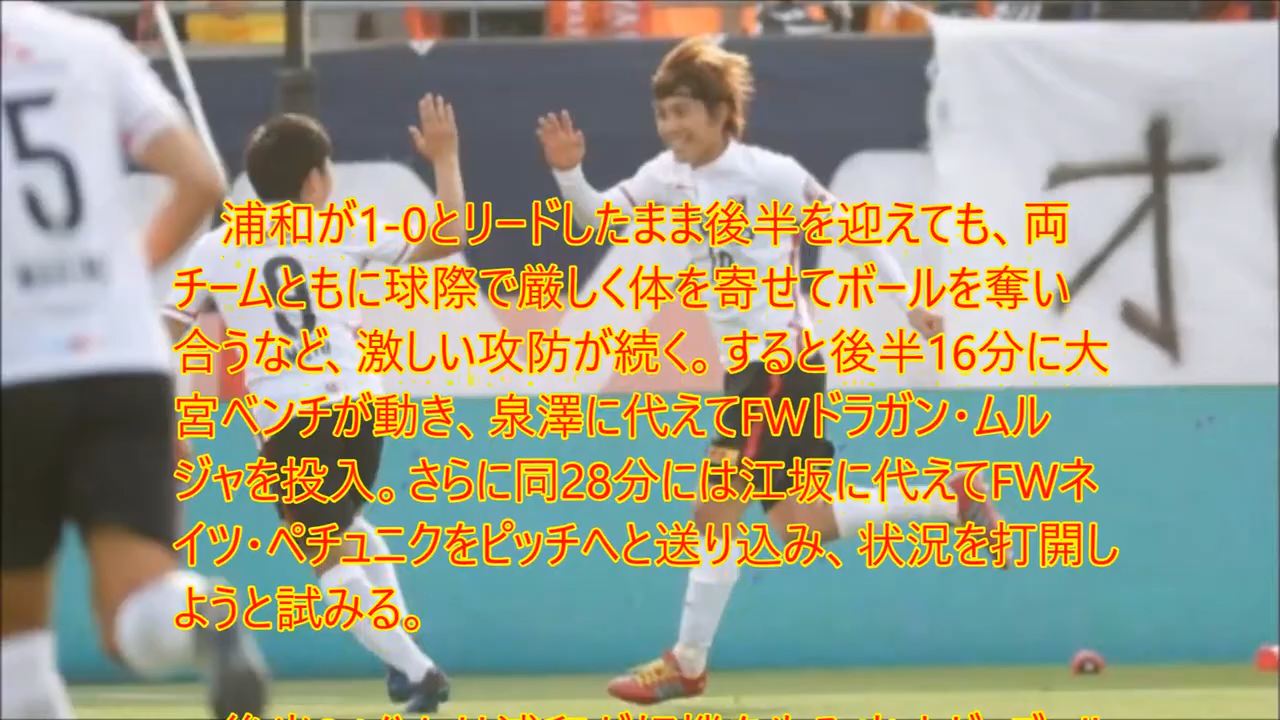 5
オ
9
浦和が1-0とリードしたまま後半を迎えても、両
チームともに球際で厳しく体を寄せてボールを奪い
合うなど、激しい攻防が続く。すると後半16分に大
宮ベンチが動き、泉澤に代えてFWドラガン・ムル
ジャを投入。さらに同28分には江坂に代えてFWネ
イツ・ペチュニクをピッチへと送り込み、状況を打開し
ようと試みる。